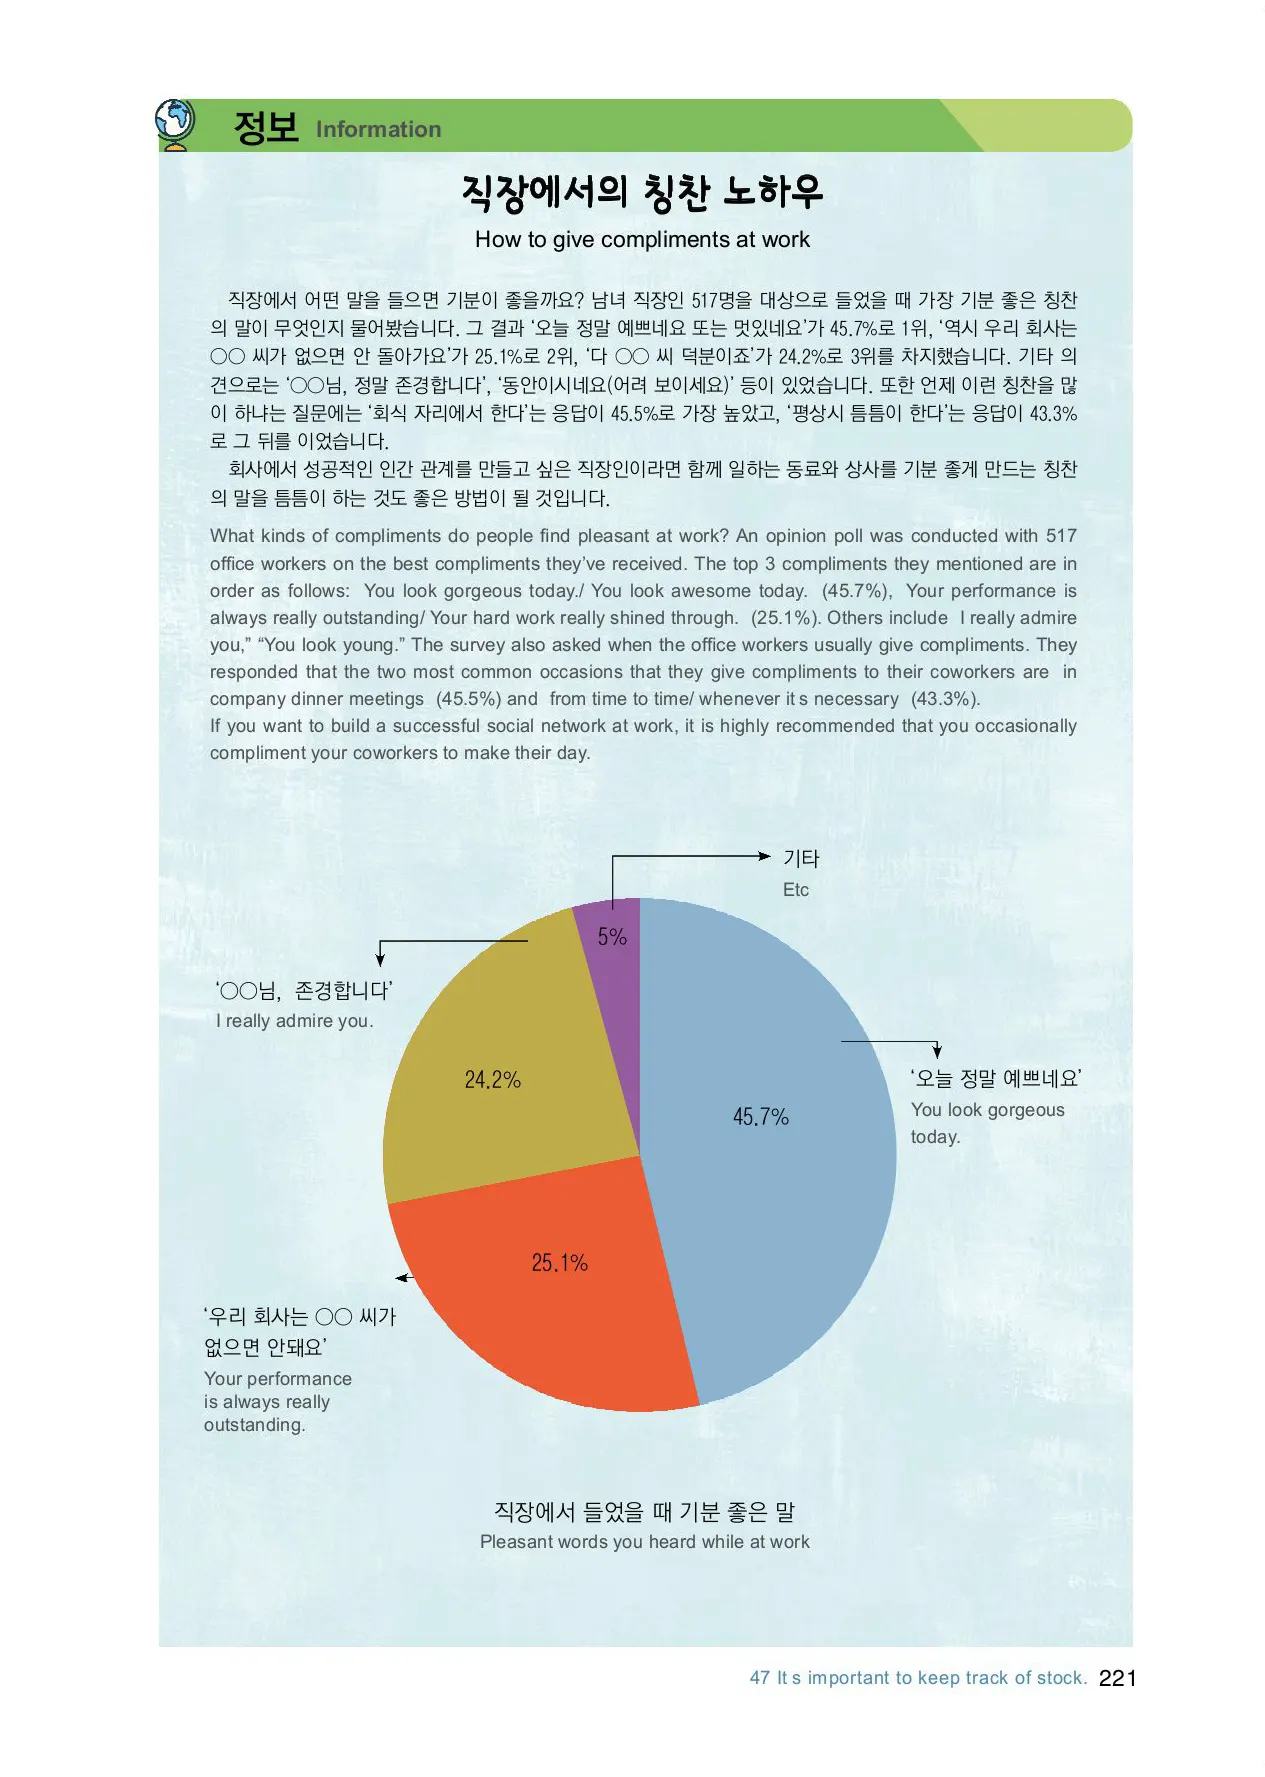 정보 Information
직장에서의 칭찬 노하우
How to give compliments at work
직장에서 어떤 말을 들으면 기분이 좋을까요? 남녀 직장인 517명을 대상으로 들었을 때 가장 기분 좋은 칭찬
의 말이 무엇인지 물어봤습니다. 그 결과 ‘오늘 정말 예쁘네요 또는 멋있네요’가 45.7%로 1위, ‘역시 우리 회사는
○○ 씨가 없으면 안 돌아가요’가 25.1%로 2위, ‘다 ○○ 씨 덕분이죠’가 24.2%로 3위를 차지했습니다. 기타 의
견으로는 ‘○○님, 정말 존경합니다’, ‘동안이시네요(어려 보이세요)’ 등이 있었습니다. 또한 언제 이런 칭찬을 많
이 하냐는 질문에는 ‘회식 자리에서 한다’는 응답이 45.5%로 가장 높았고, ‘평상시 틈틈이 한다’는 응답이 43.3%
로 그 뒤를 이었습니다.
회사에서 성공적인 인간 관계를 만들고 싶은 직장인이라면 함께 일하는 동료와 상사를 기분 좋게 만드는 칭찬
의 말을 틈틈이 하는 것도 좋은 방법이 될 것입니다.
What kinds of compliments do people find pleasant at work? An opinion poll was conducted with 517
office workers on the best compliments they’ve received. The top 3 compliments they mentioned are in
order as follows: You look gorgeous today./ You look awesome today. (45.7%), Your performance is
always really outstanding/ Your hard work really shined through. (25.1%). Others include I really admire
you,” “You look young.” The survey also asked when the office workers usually give compliments. They
responded that the two most common occasions that they give compliments to their coworkers are in
company dinner meetings (45.5%) and from time to time/ whenever it s necessary (43.3%).
If you want to build a successful social network at work, it is highly recommended that you occasionally
compliment your coworkers to make their day.
기타
Etc
5%
‘○○님, 존경합니다’
I really admire you.
24.2%
45.7%
‘오늘 정말 예쁘네요’
You look gorgeous
today.
25.1%
‘우리 회사는 ○○ 씨가
없으면 안돼요’
Your performance
is always really
outstanding.
직장에서 들었을 때 기분 좋은 말
Pleasant words you heard while at work
47 It s important to keep track of stock. 221